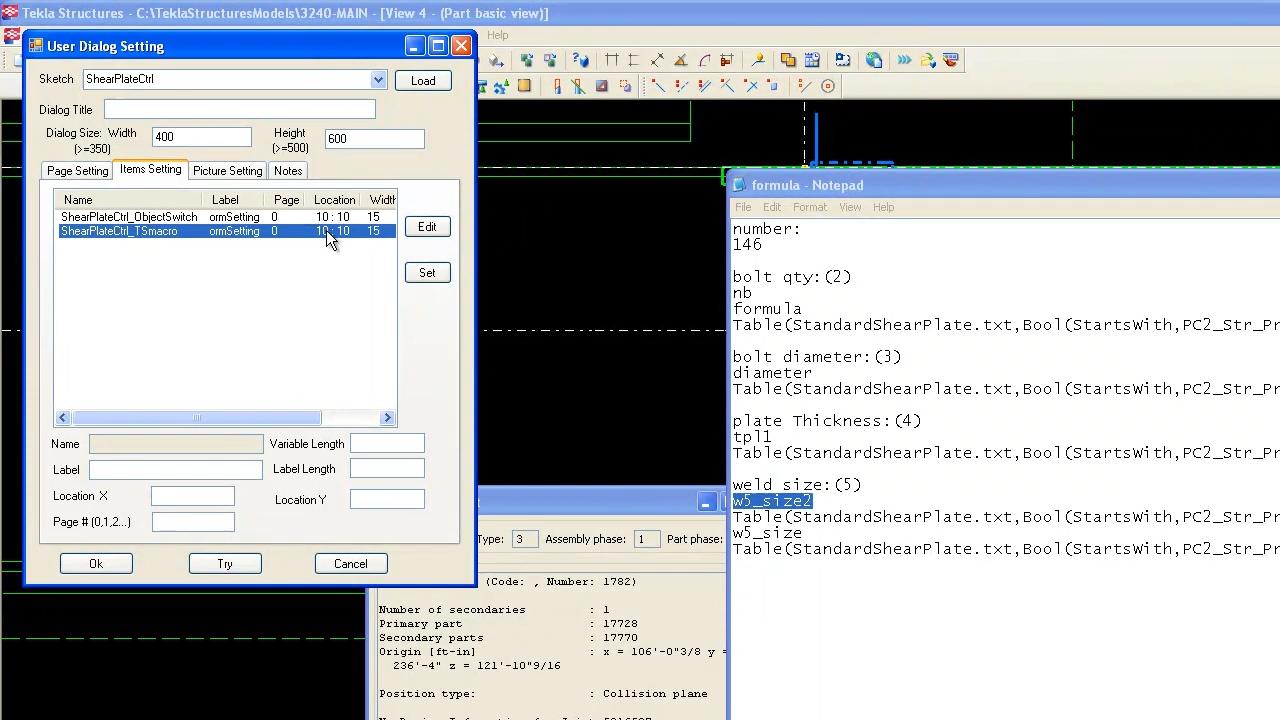 Tekla Structures - C:\TeklaStructuresModels\3240-MAIN - [View 4 - (Part basic view)]
Help
User Dialog Setting
Sketch
ShearPlateCtrl
Load
Dialog Title
Dialog Size: Width
400
Height
600
(>=350)
(>=500)
Page Setting
Items Setting
Picture Setting
Notes
Name Label Page Location Width
ShearPlateCtrl_ObjectSwitch ormSetting 0 10 : 10 15
ShearPlateCtrl_TSmacro ormSetting 0 10 : 10 15
Edit
Set
Name
Variable Length
Label
Label Length
Location X
Location Y
Page # (0,1,2...)
Ok
Try
Cancel
formula - Notepad
File Edit Format View Help
number:
146
bolt qty:(2)
nb
formula
Table(StandardShearPlate.txt,Bool(StartsWith,PC2_Str_Pr
bolt diameter:(3)
diameter
Table(StandardShearPlate.txt,Bool(StartsWith,PC2_Str_Pr
plate Thickness:(4)
tpl1
Table(StandardShearPlate.txt,Bool(StartsWith,PC2_Str_Pr
weld size:(5)
w5_size2
Table(StandardShearPlate.txt,Bool(StartsWith,PC2_Str_Pr
w5_size
Table(StandardShearPlate.txt,Bool(StartsWith,PC2_Str_Pr
Type: 3 Assembly phase: 1 Part phase:
(Code: , Number: 1782)
Number of secondaries : 1
Primary part : 17728
Secondary parts : 17770
Origin [ft-in] : x = 106'-0"3/8 y =
236'-4" z = 121'-10"9/16
Position type: : Collision plane